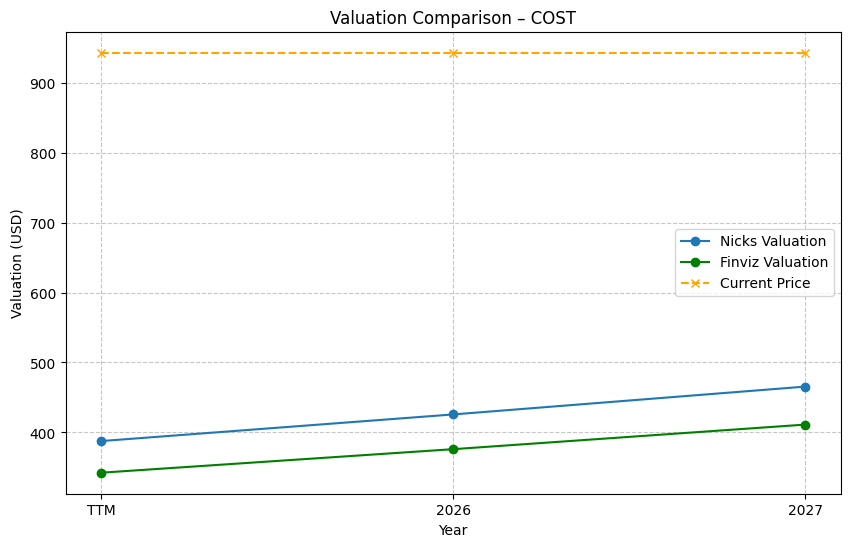 Valuation Comparison – COST
Valuation (USD)
900
800
700
600
500
400
Nicks Valuation
Finviz Valuation
Current Price
TTM
2026
2027
Year